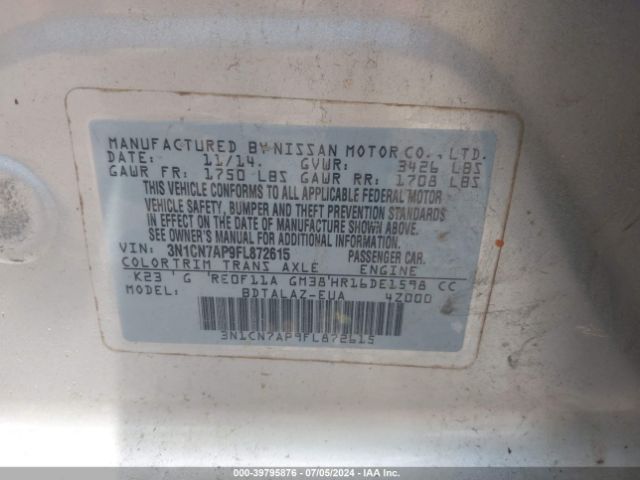 MANUFACTURED BY NISSAN MOTOR CO., LTD.
DATE: 11/14. GVWR: 3426 LBS
GAWR FR: 1750 LBS GAWR RR: 1708 LBS
THIS VEHICLE CONFORMS TO ALL APPLICABLE FEDERAL MOTOR
VEHICLE SAFETY, BUMPER AND THEFT PREVENTION STANDARDS
IN EFFECT ON THE DATE OF MANUFACTURE SHOWN ABOVE.
SEE OWNER'S MANUAL FOR ADDITIONAL INFORMATION.
VIN: 3N1CN7AP9FL872615 PASSENGER CAR.
COLOR TRIM TRANS AXLE ENGINE
K23 ' G 'RE0F11A GM38'HR16DE1598 CC
MODEL: BDTALAZ-EUA 4Z000
3N1CN7AP9FL872615
000-39795876 / 07/05/2024 / IAAI.COM